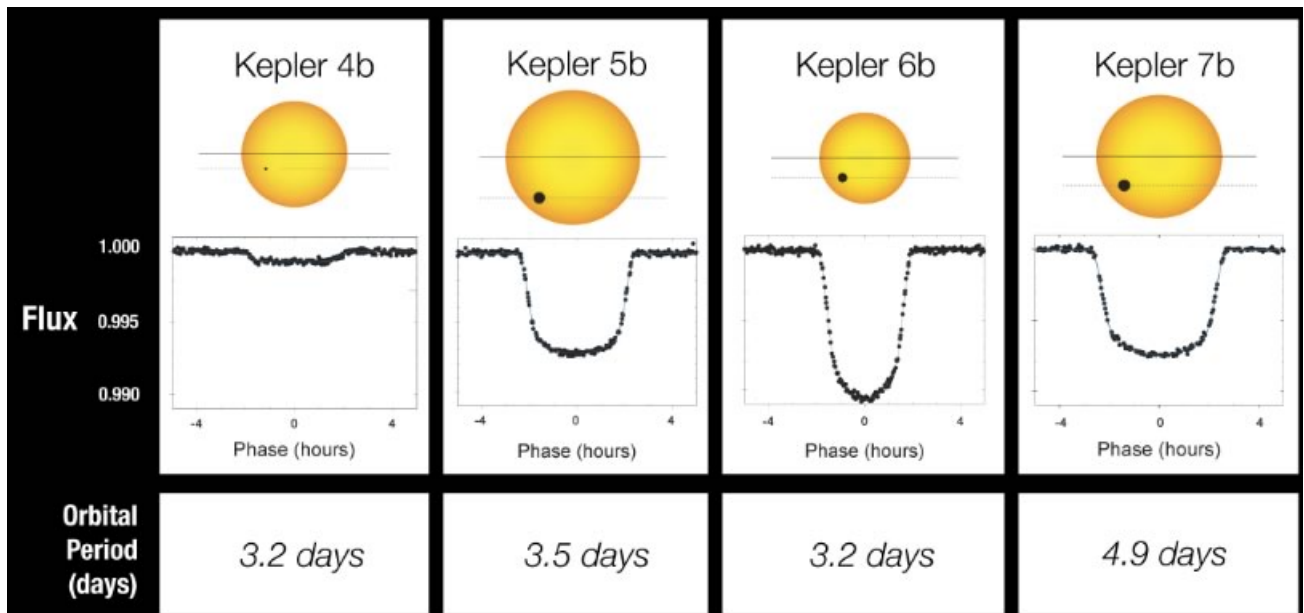 Kepler 4b
Kepler 5b
Kepler 6b
Kepler 7b
Flux
1.000
0.995
0.990
-4 0 4
-4 0 4
-4 0 4
-4 0 4
Phase (hours)
Phase (hours)
Phase (hours)
Phase (hours)
Orbital
Period
(days)
3.2 days
3.5 days
3.2 days
4.9 days